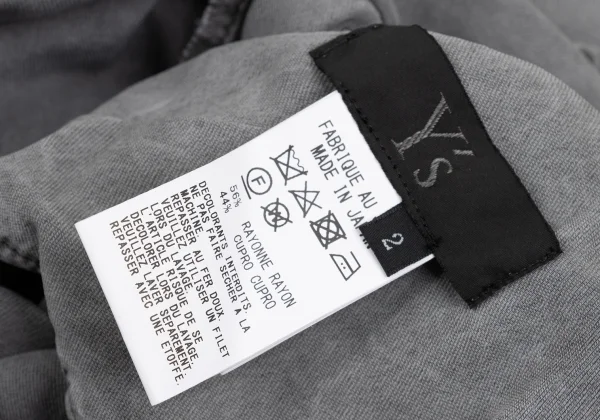 Y's
2
FABRIQUE AU
MADE IN JA
56% RAYONNE RAYON
44% CUPRO CUPRO
DECOLORANTS INTERDITS.
NE PAS FAIRE SECHER A LA
MACHINE.
REPASSER AU FER DOUX.
VEUILLEZ UTILISER UN FILET
LORS DU LAVAGE.
L'ARTICLE RISQUE DE SE
DECOLORER LORS DU LAVAGE.
VEUILLEZ LAVER SEPAREMENT.
REPASSER AVEC UNE ETOFFE.